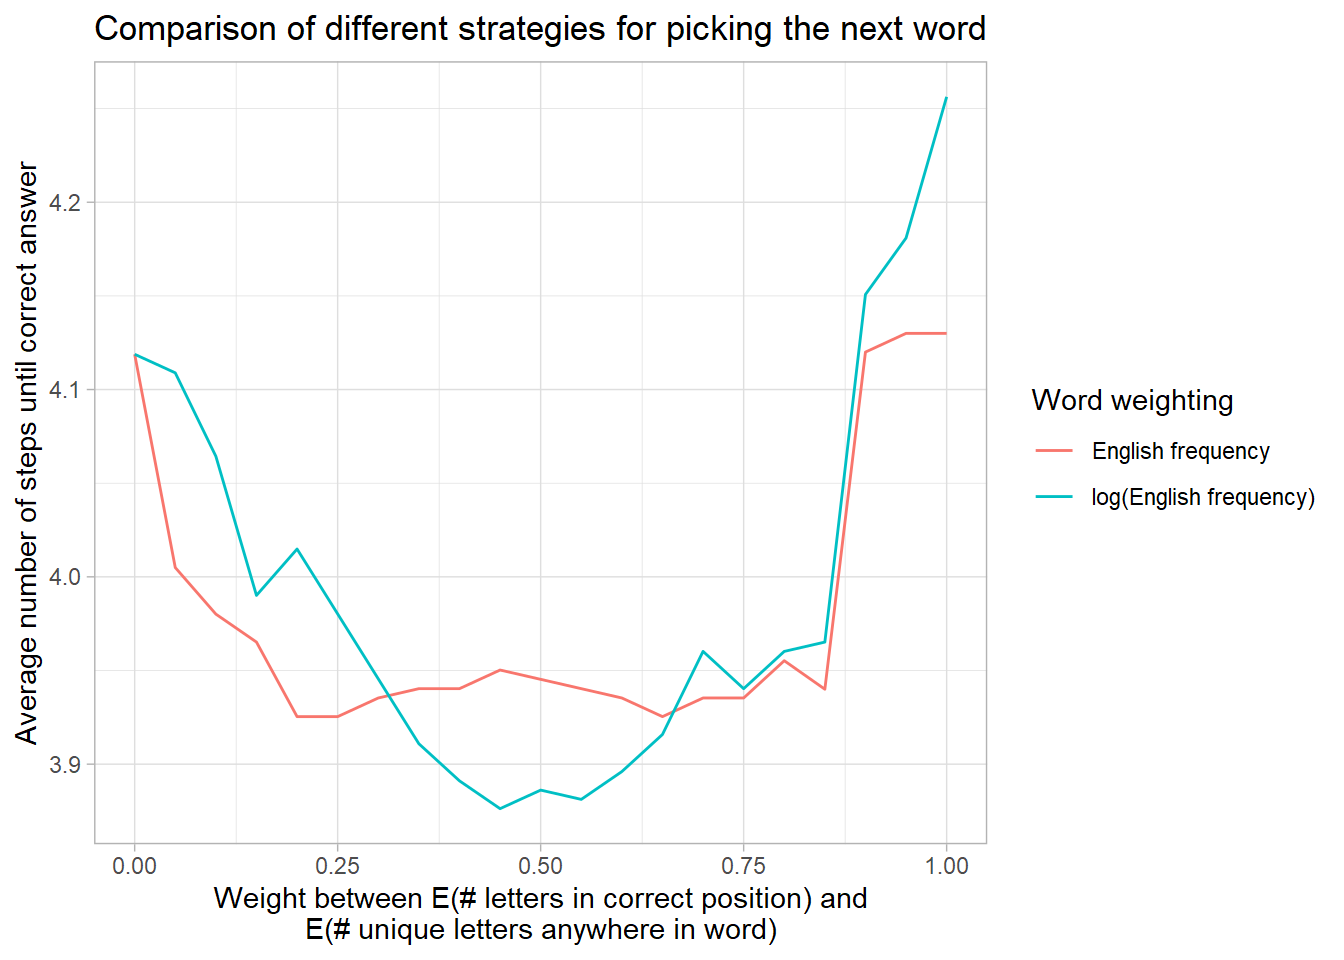 Comparison of different strategies for picking the next word
Average number of steps until correct answer
4.2
4.1
4.0
3.9
0.00
0.25
0.50
0.75
1.00
Weight between E(# letters in correct position) and
E(# unique letters anywhere in word)
Word weighting
English frequency
log(English frequency)